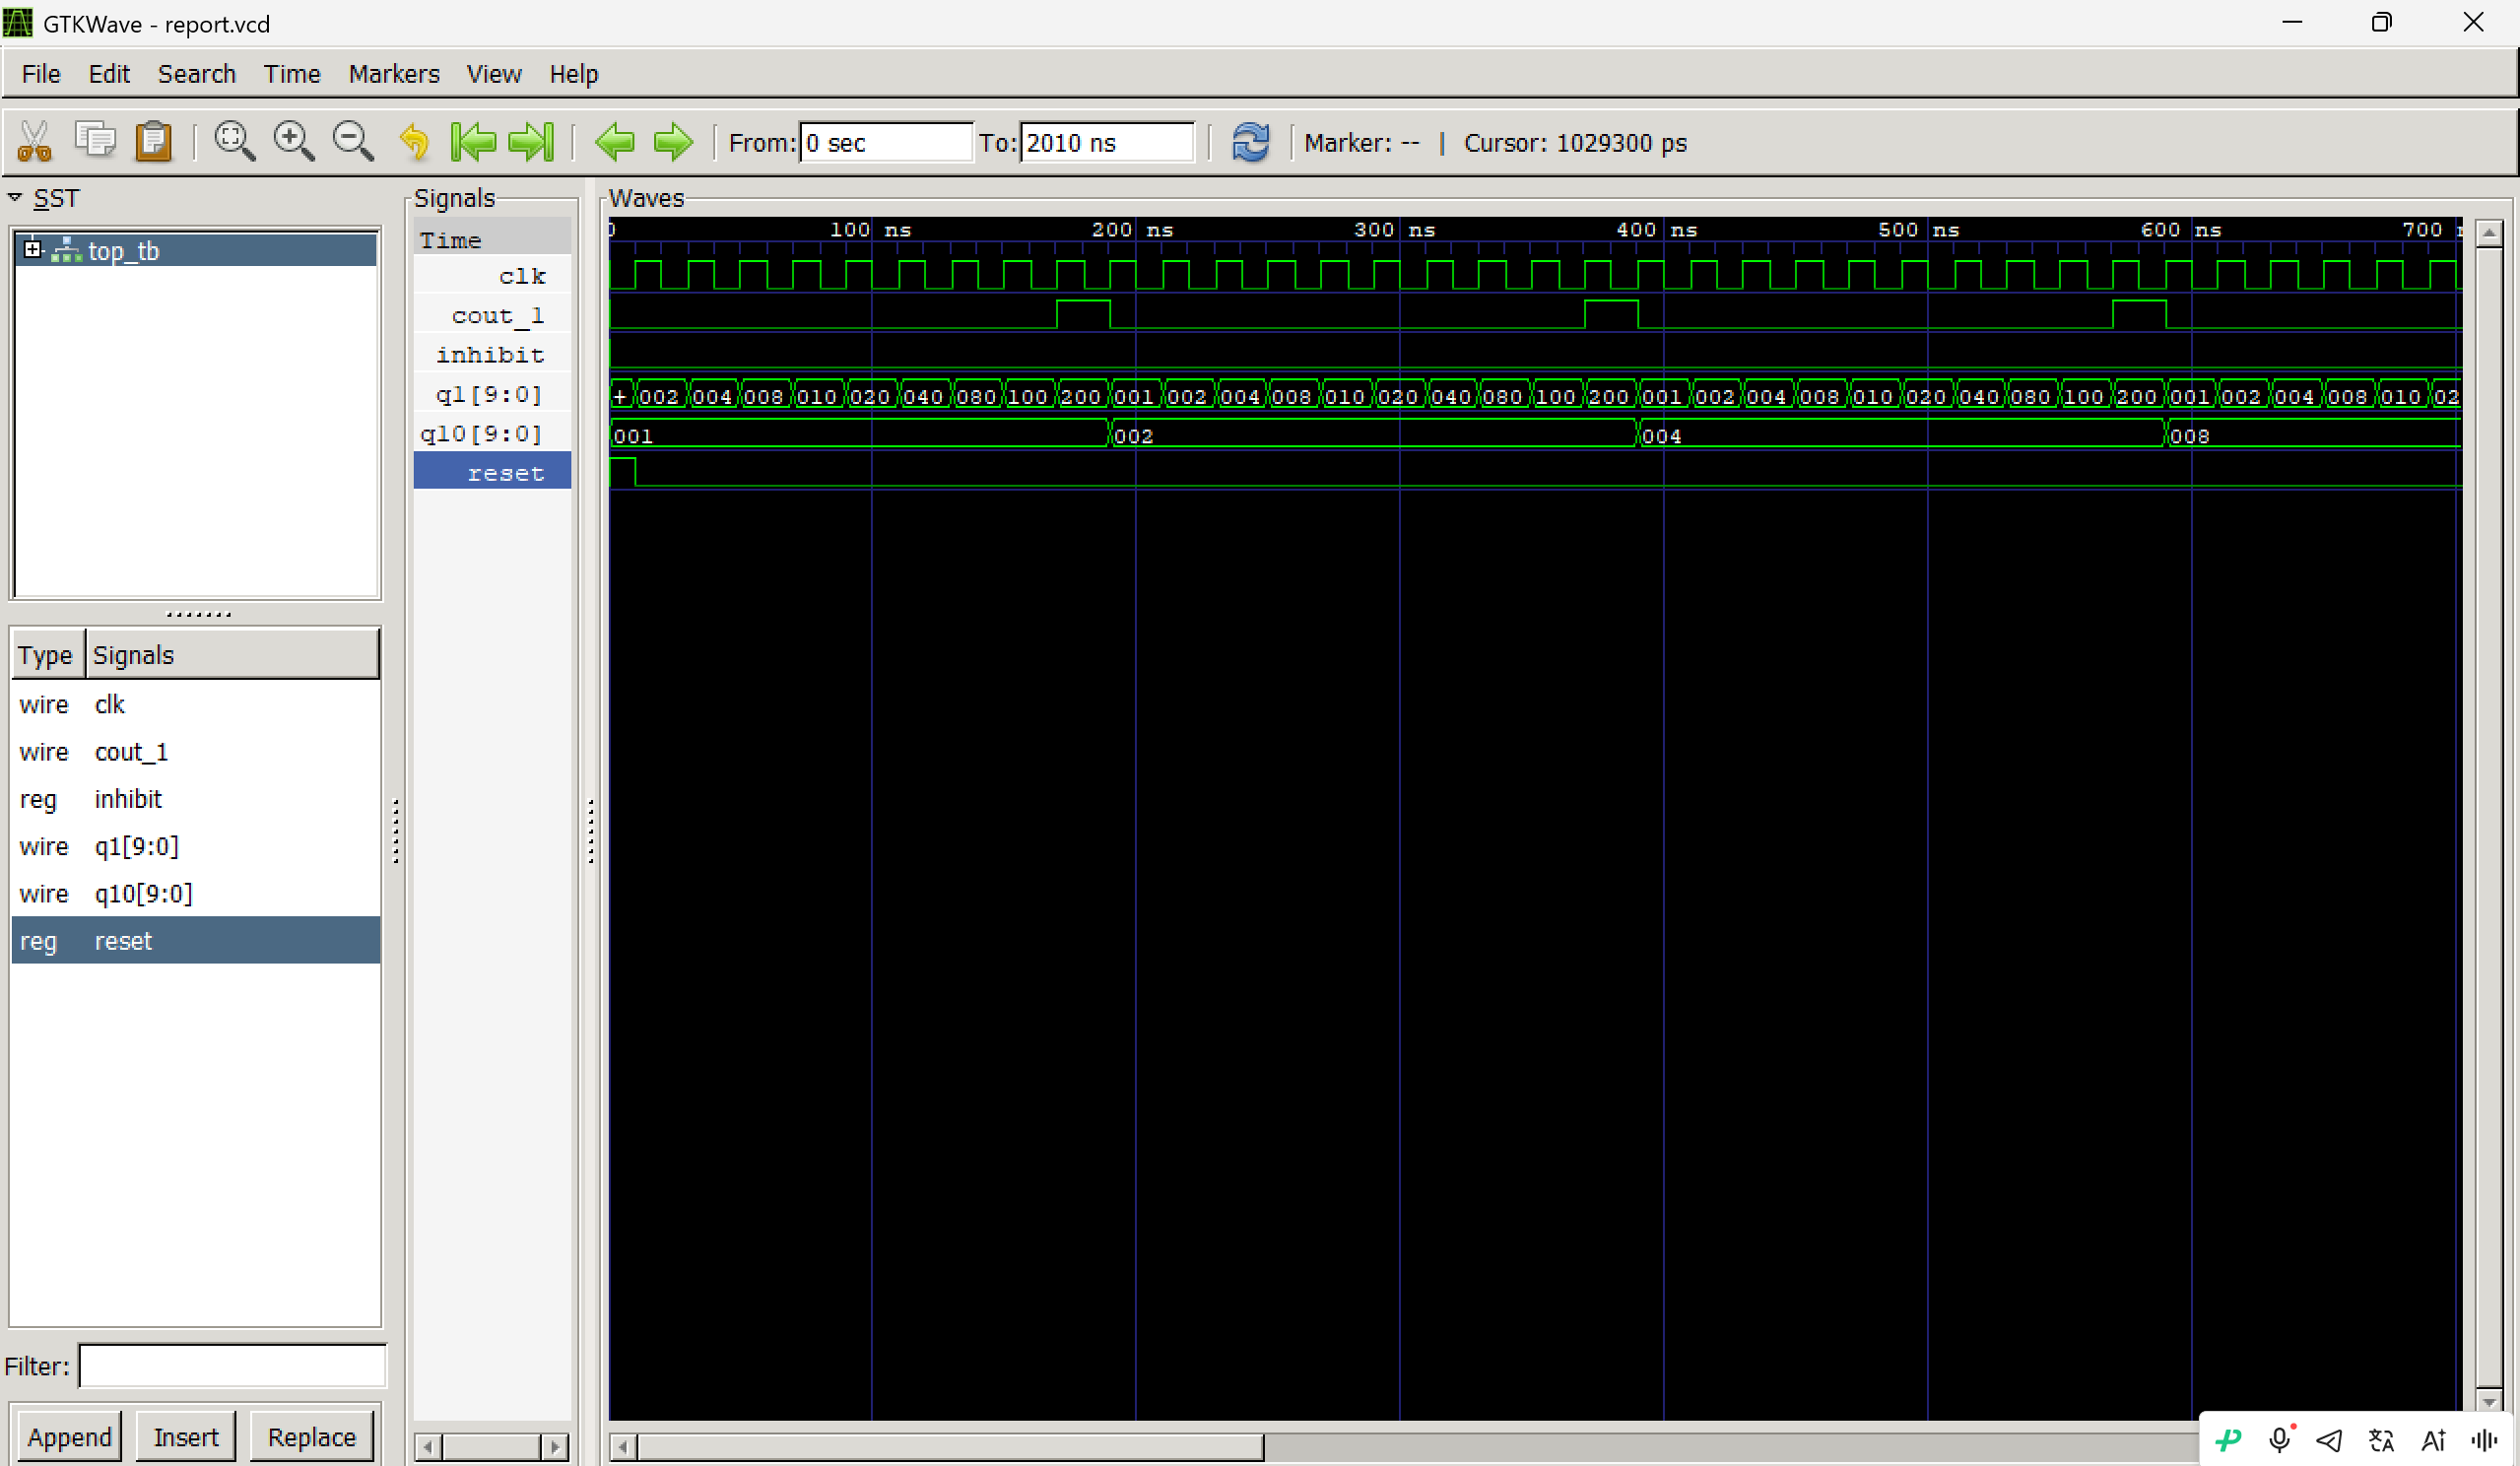 GTKWave - report.vcd
File Edit Search Time Markers View Help
From: 0 sec To: 2010 ns Marker: -- | Cursor: 1029300 ps
SST
top_tb
Type Signals
wire clk
wire cout_1
reg inhibit
wire q1[9:0]
wire q10[9:0]
reg reset
Filter:
Append Insert Replace
Signals
Time
clk
cout_1
inhibit
q1[9:0]
q10[9:0]
reset
Waves
0 100 ns 200 ns 300 ns 400 ns 500 ns 600 ns 700
+ 002 004 008 010 020 040 080 100 200 001 002 004 008 010 020 040 080 100 200 001 002 004 008 010 020 040 080 100 200 001 002 004 008 010 02
001 002 004 008